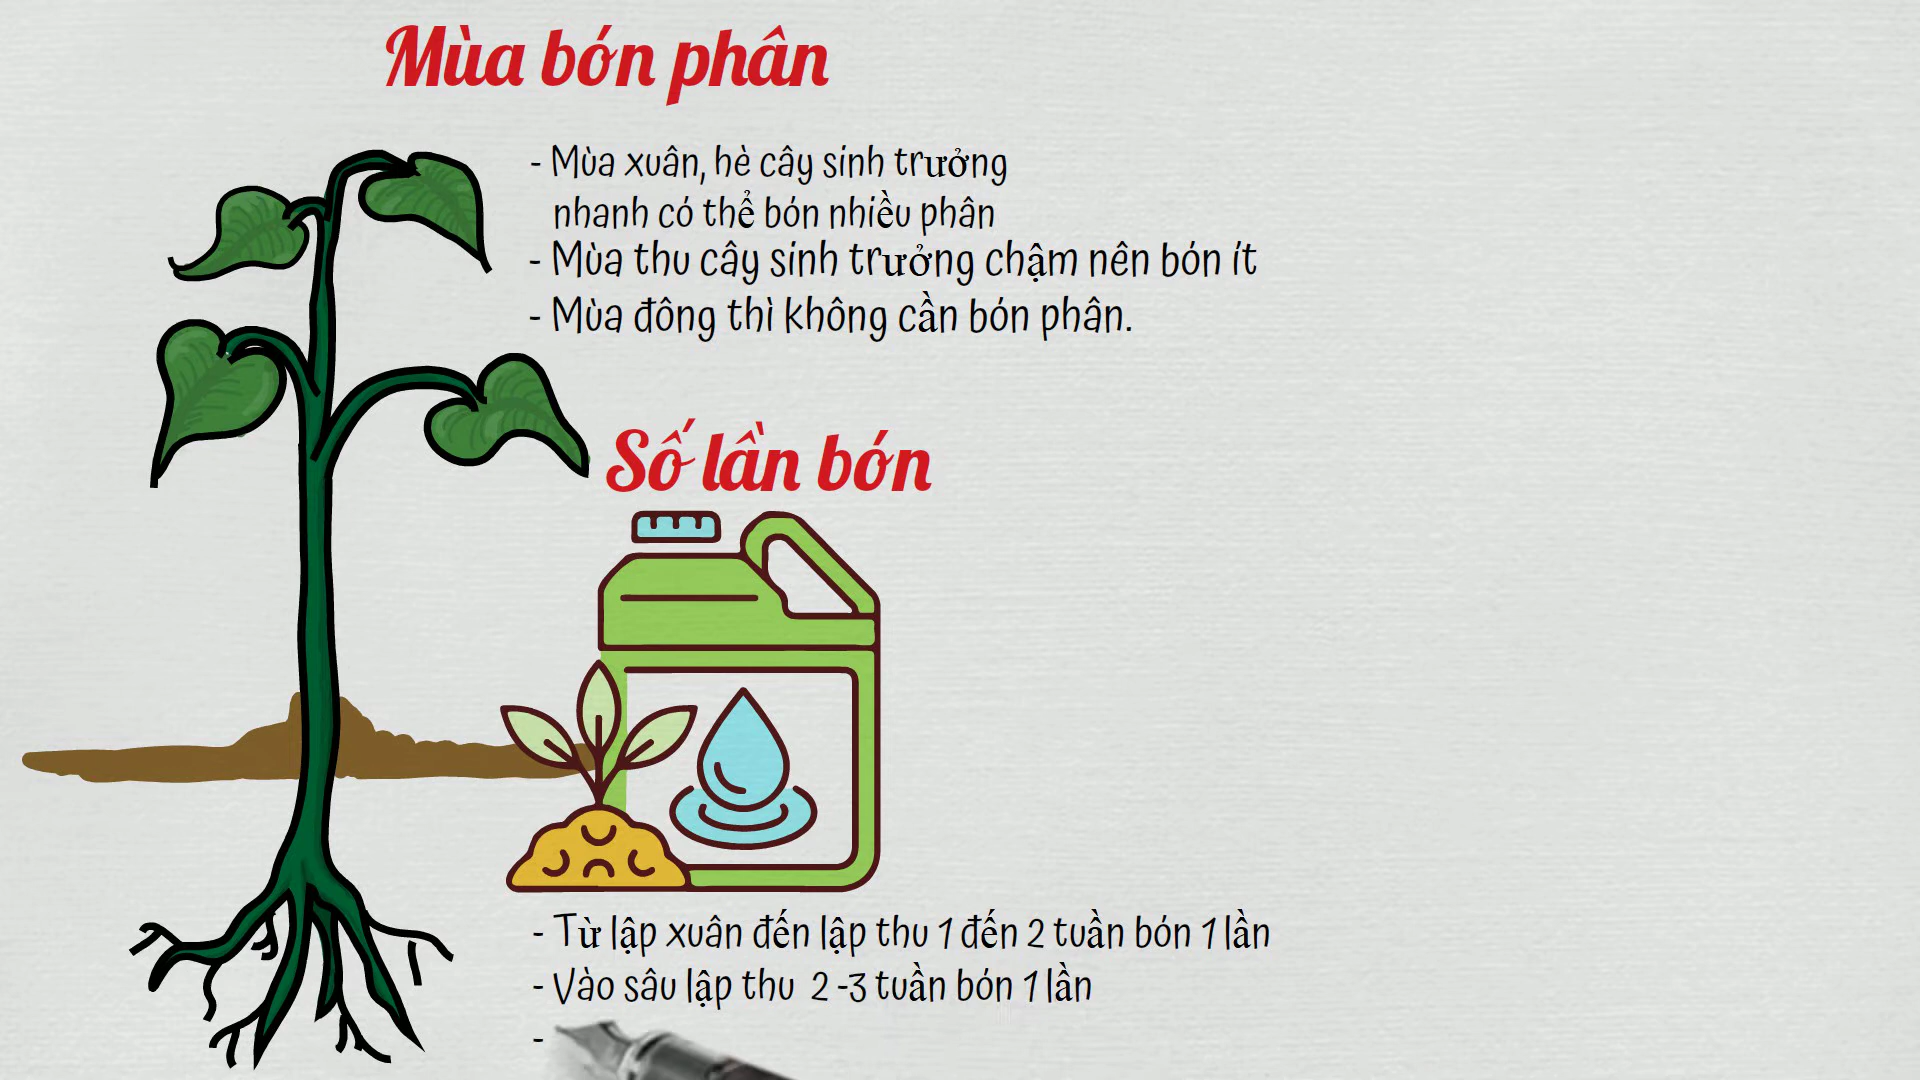 Mùa bón phân
- Mùa xuân, hè cây sinh trưởng
nhanh có thể bón nhiều phân
- Mùa thu cây sinh trưởng chậm nên bón ít
- Mùa đông thì không cần bón phân.
Số lần bón
- Từ lập xuân đến lập thu 1 đến 2 tuần bón 1 lần
- Vào sâu lập thu 2 -3 tuần bón 1 lần
-